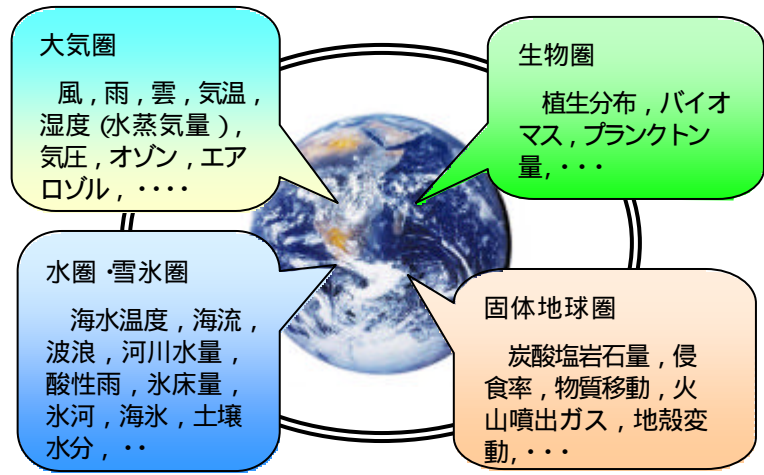 大気圏
風，雨，雲，気温，
湿度（水蒸気量），
気圧，オゾン，エア
ロゾル，・・・・
生物圏
植生分布，バイオ
マス，プランクトン
量，・・・
水圏・雪氷圏
海水温度，海流，
波浪，河川水量，
酸性雨，氷床量，
氷河，海氷，土壌
水分，・・
固体地球圏
炭酸塩岩石量，侵
食率，物質移動，火
山噴出ガス，地殻変
動，・・・